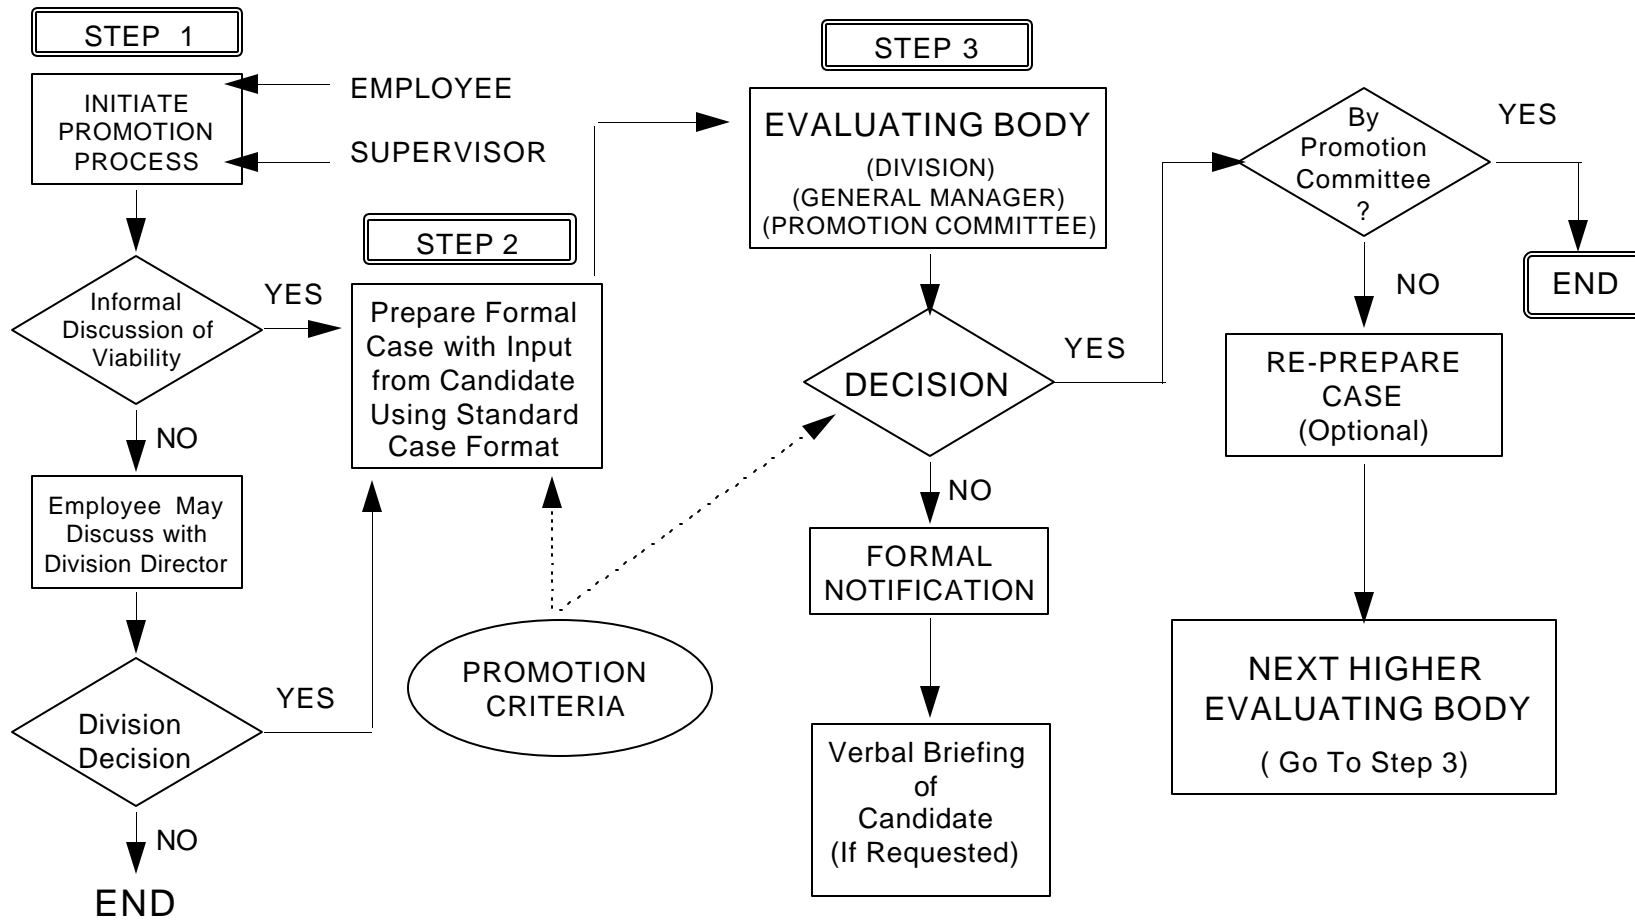 STEP 1
INITIATE
PROMOTION
PROCESS
EMPLOYEE
SUPERVISOR
Informal
Discussion of
Viability
YES
NO
Employee May
Discuss with
Division Director
Division
Decision
YES
NO
END
STEP 2
Prepare Formal
Case with Input
from Candidate
Using Standard
Case Format
PROMOTION
CRITERIA
STEP 3
EVALUATING BODY
(DIVISION)
(GENERAL MANAGER)
(PROMOTION COMMITTEE)
DECISION
YES
NO
FORMAL
NOTIFICATION
Verbal Briefing
of
Candidate
(If Requested)
By
Promotion
Committee
?
YES
END
NO
RE-PREPARE
CASE
(Optional)
NEXT HIGHER
EVALUATING BODY
( Go To Step 3)